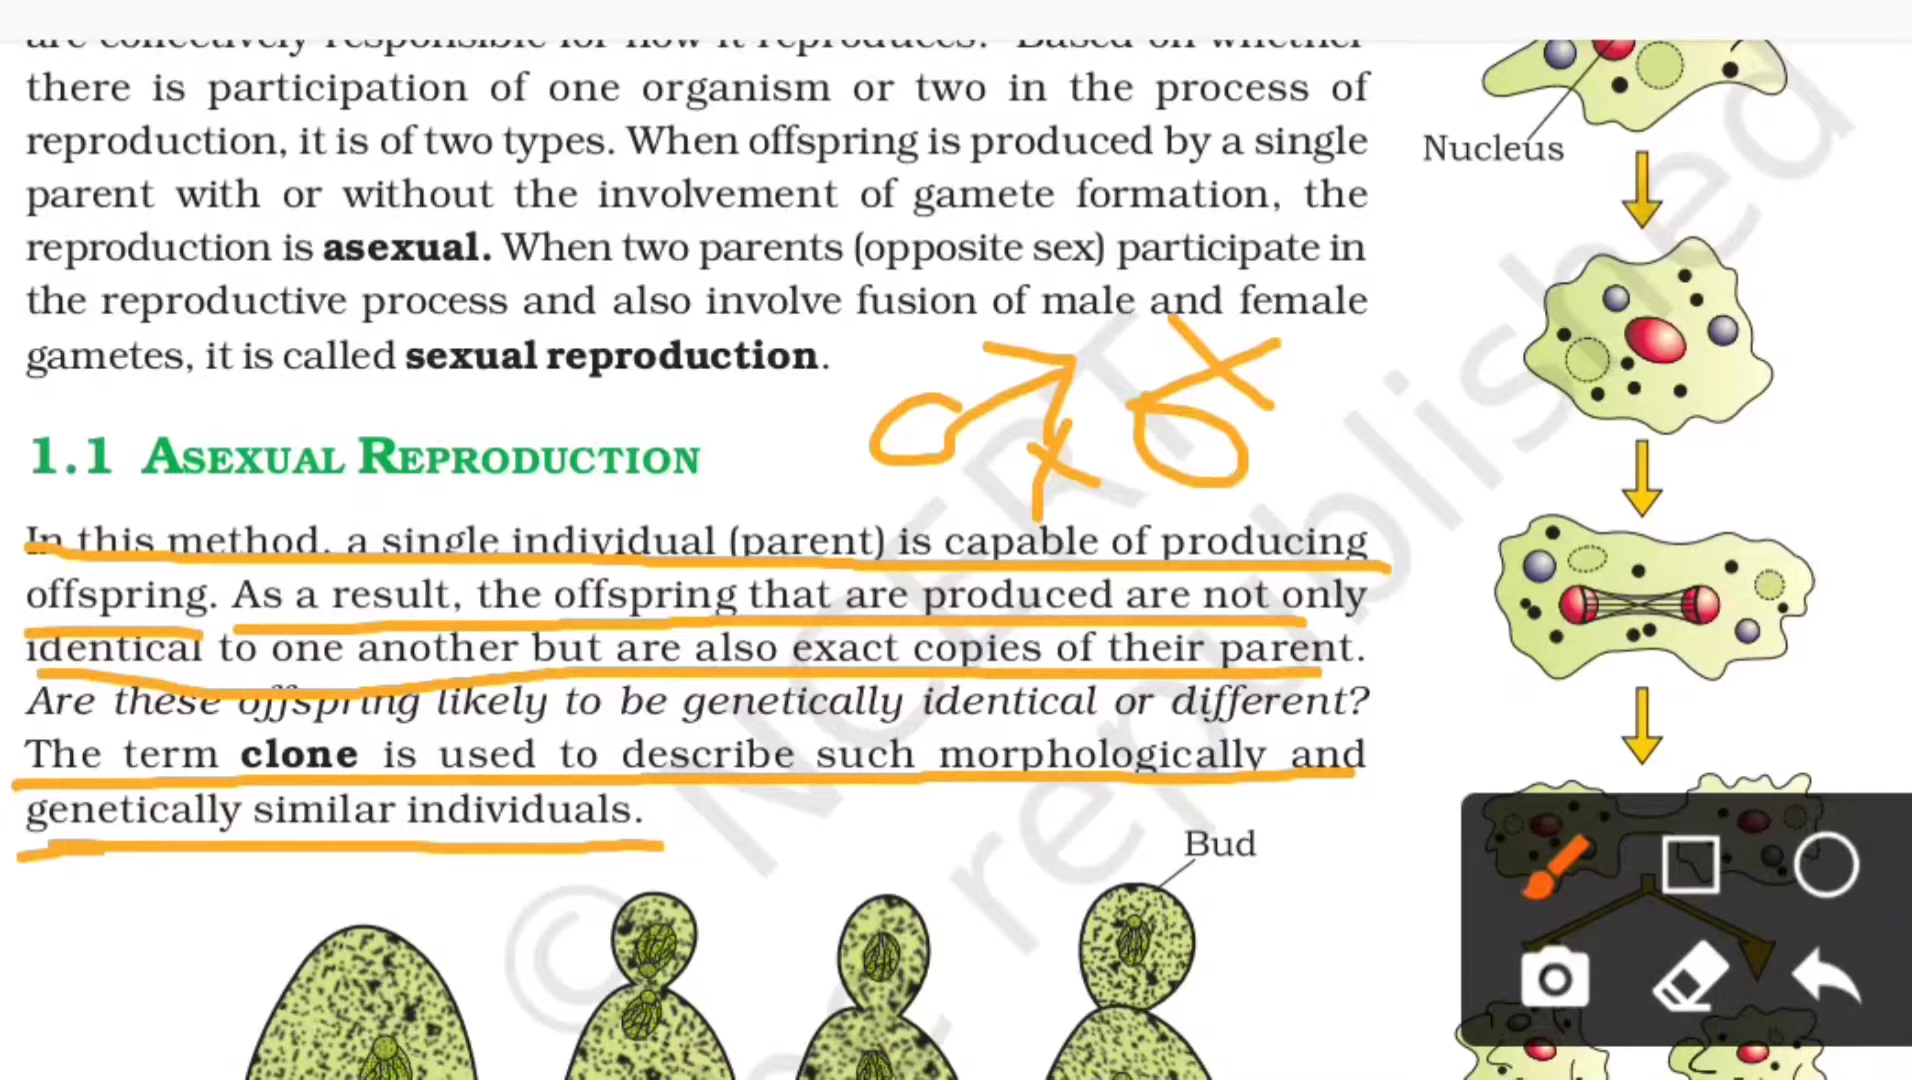 there is participation of one organism or two in the process of
reproduction, it is of two types. When offspring is produced by a single
parent with or without the involvement of gamete formation, the
reproduction is asexual. When two parents (opposite sex) participate in
the reproductive process and also involve fusion of male and female
gametes, it is called sexual reproduction.
1.1 ASEXUAL REPRODUCTION
In this method, a single individual (parent) is capable of producing
offspring. As a result, the offspring that are produced are not only
identical to one another but are also exact copies of their parent.
Are these offspring likely to be genetically identical or different?
The term clone is used to describe such morphologically and
genetically similar individuals.
Nucleus
Bud
© NCERT
republished